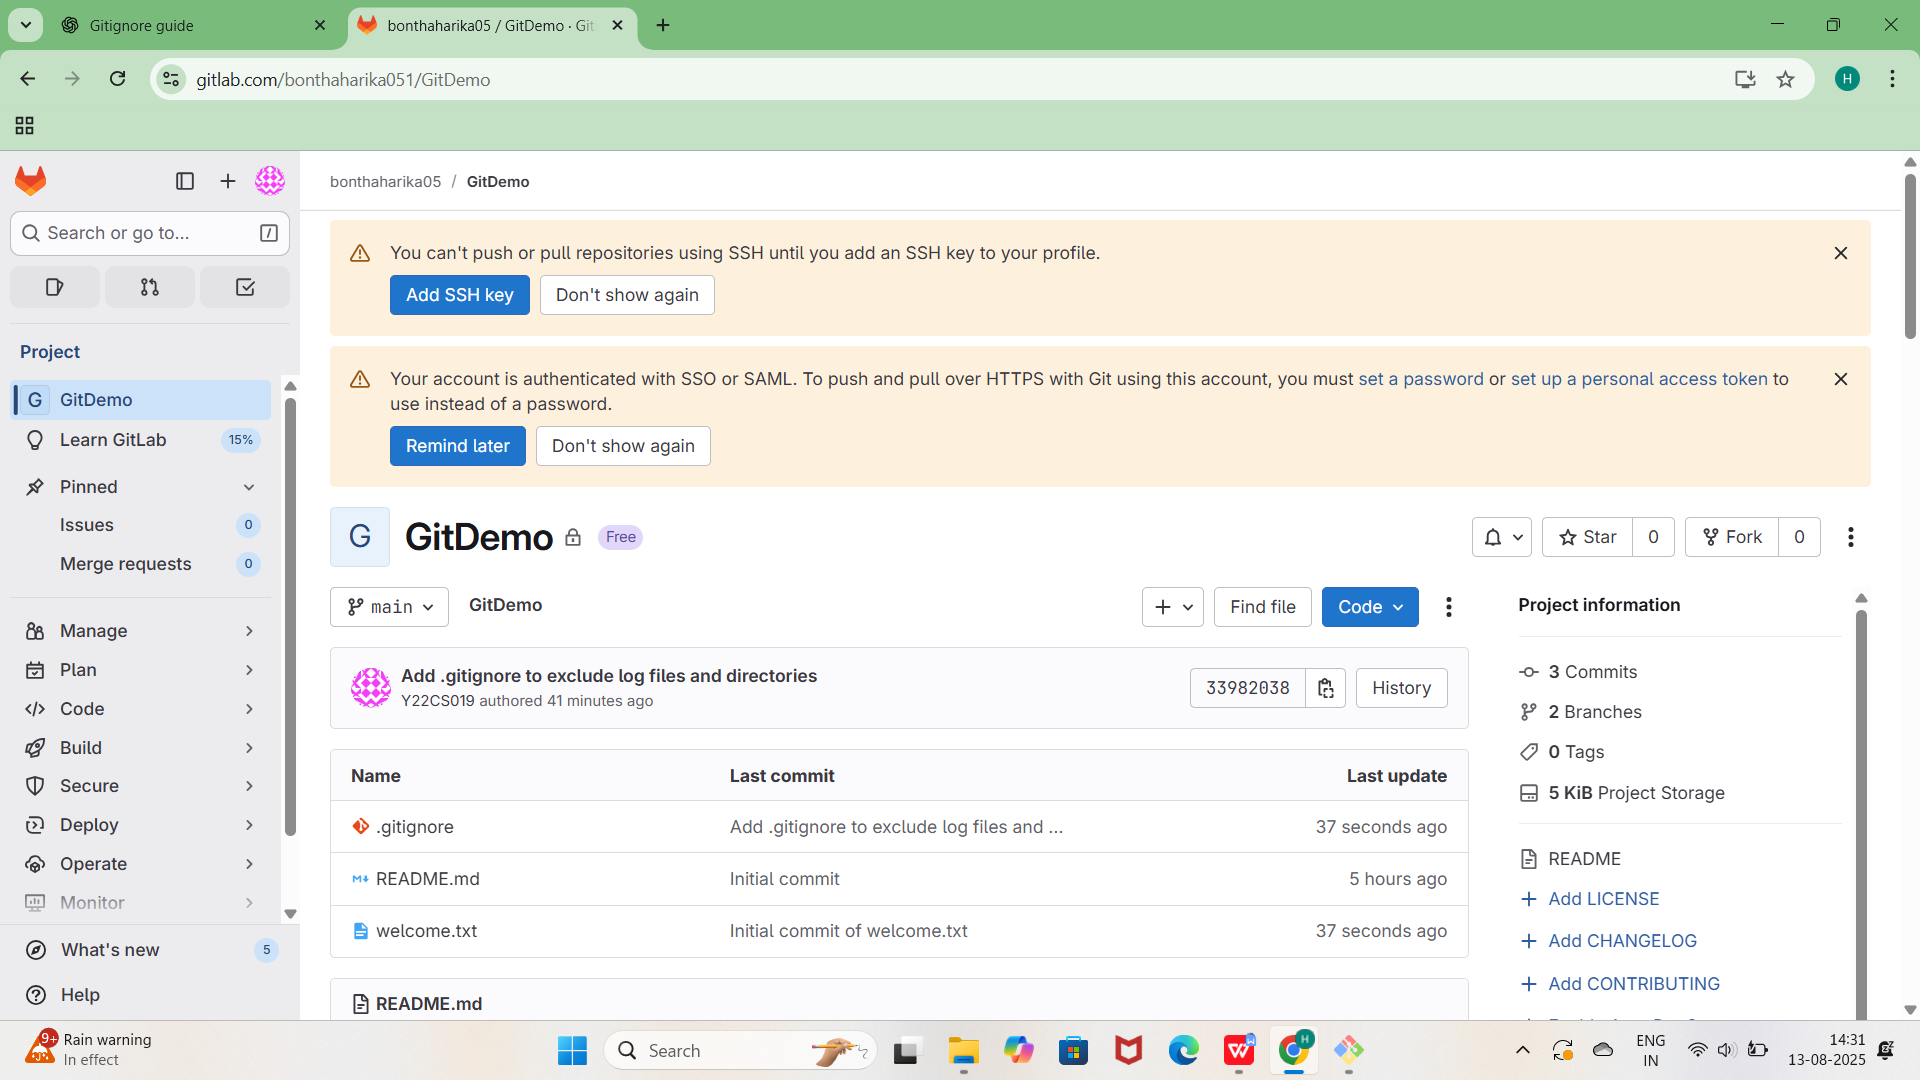 Gitignore guide
bonthaharika05 / GitDemo · Git
gitlab.com/bonthaharika051/GitDemo
H
bonthaharika05 / GitDemo
Search or go to... /
You can't push or pull repositories using SSH until you add an SSH key to your profile.
Add SSH key Don't show again
Your account is authenticated with SSO or SAML. To push and pull over HTTPS with Git using this account, you must set a password or set up a personal access token to
use instead of a password.
Remind later Don't show again
Project
G GitDemo
Learn GitLab 15%
Pinned
Issues 0
Merge requests 0
Manage
Plan
Code
Build
Secure
Deploy
Operate
Monitor
What's new 5
Help
G GitDemo Free
Star 0 Fork 0
main GitDemo
Find file Code
Add .gitignore to exclude log files and directories
Y22CS019 authored 41 minutes ago
33982038 History
Name Last commit Last update
.gitignore Add .gitignore to exclude log files and ... 37 seconds ago
README.md Initial commit 5 hours ago
welcome.txt Initial commit of welcome.txt 37 seconds ago
README.md
Project information
3 Commits
2 Branches
0 Tags
5 KiB Project Storage
README
Add LICENSE
Add CHANGELOG
Add CONTRIBUTING
9+ Rain warning
In effect
Search
ENG
IN
14:31
13-08-2025